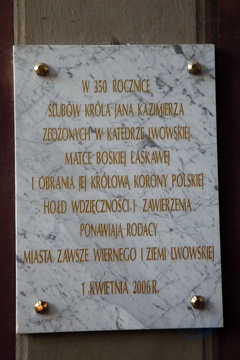 W 350 ROCZNICĘ
ŚLUBÓW KRÓLA JANA KAZIMIERZA
ZŁOŻONYCH W KATEDRZE LWOWSKIEJ
MATCE BOSKIEJ ŁASKAWEJ
I OBRANIA JEJ KRÓLOWĄ KORONY POLSKIEJ
HOŁD WDZIĘCZNOŚCI I ZAWIERZENIA
PONAWIAJĄ RODACY
MIASTA ZAWSZE WIERNEGO I ZIEMI LWOWSKIEJ
1 KWIETNIA 2006 R.